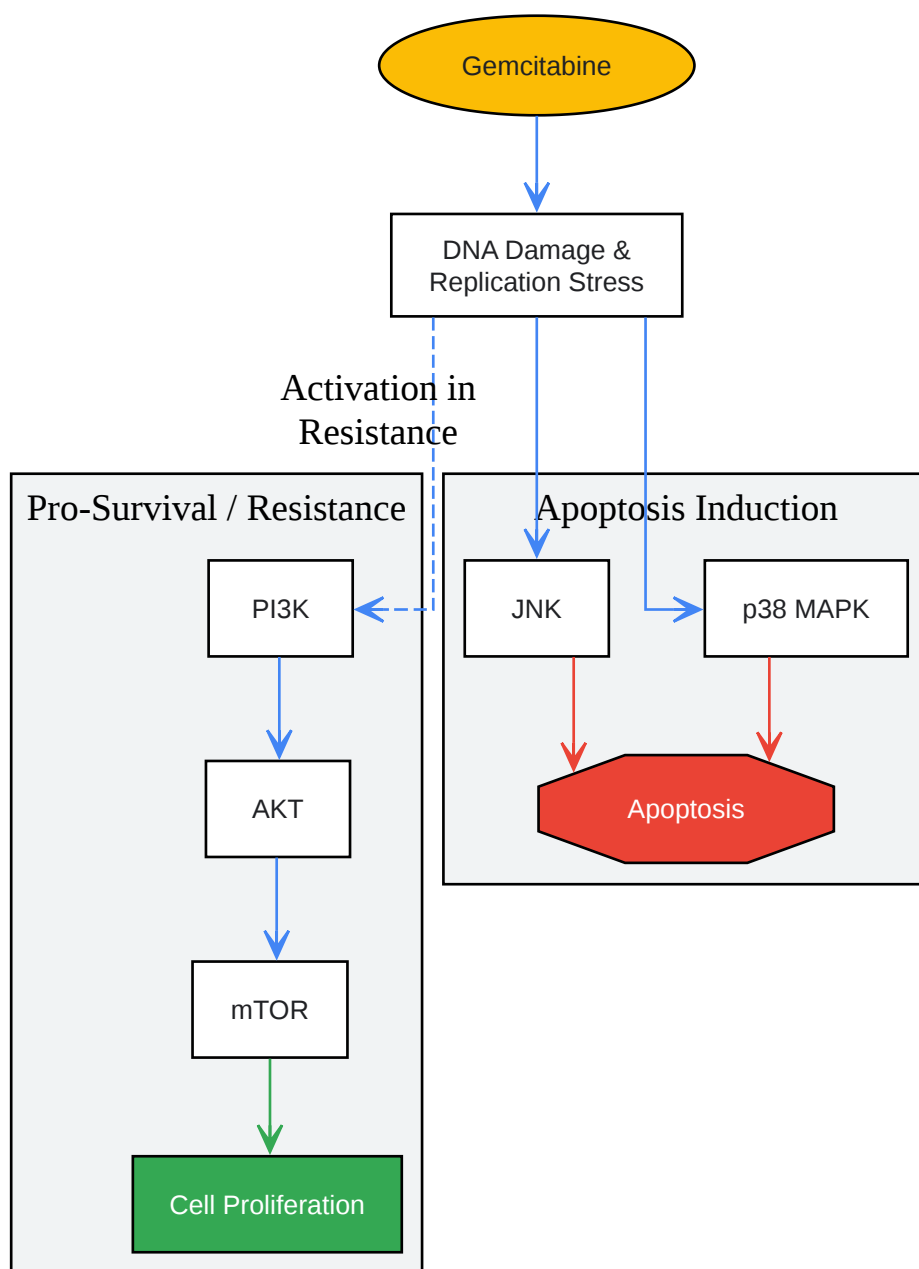 Gemcitabine
DNA Damage &
Replication Stress
Activation in
Resistance
Pro-Survival / Resistance
PI3K
AKT
mTOR
Cell Proliferation
Apoptosis Induction
JNK
p38 MAPK
Apoptosis